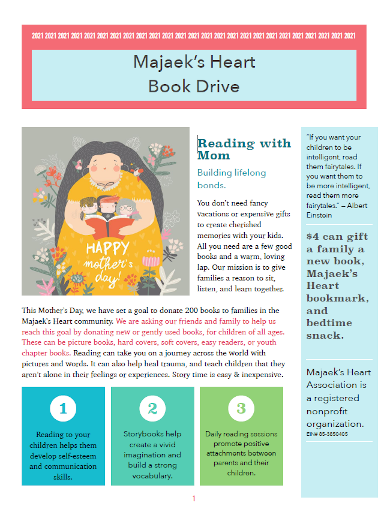 2021 2021 2021 2021 2021 2021 2021 2021 2021 2021 2021 2021 2021 2021 2021 2021 2021 2021 2021 2021 2021 2021 2021 2021 2021
Majaek's Heart
Book Drive
HAPPY
mother's
day
Reading with
Mom
Building lifelong
bonds.
You don't need fancy
vacations or expensive gifts
to create cherished
memories with your kids.
All you need are a few good
books and a warm, loving
lap. Our mission is to give
families a reason to sit,
listen, and learn together.
This Mother's Day, we have set a goal to donate 200 books to families in the
Majaek's Heart community. We are asking our friends and family to help us
reach this goal by donating new or gently used books, for children of all ages.
These can be picture books, hard covers, soft covers, easy readers, or youth
chapter books. Reading can take you on a journey across the world with
pictures and words. It can also help heal trauma, and teach children that they
aren't alone in their feelings or experiences. Story time is easy & inexpensive.
1
Reading to your
children helps them
develop self-esteem
and communication
skills.
2
Storybooks help
create a vivid
imagination and
build a strong
vocabulary.
3
Daily reading sessions
promote positive
attachments between
parents and their
children.
"If you want your
children to be
intelligent, read
them fairytales. If
you want them to
be more intelligent,
read them more
fairytales." – Albert
Einstein
$4 can gift
a family a
new book,
Majaek's
Heart
bookmark,
and
bedtime
snack.
Majaek's Heart
Association is
a registered
nonprofit
organization.
1